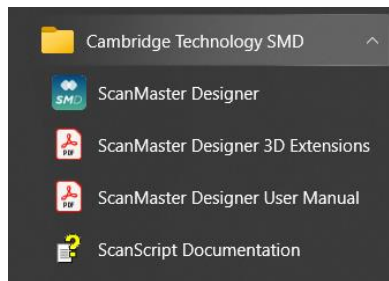 Cambridge Technology SMD
SMD
ScanMaster Designer
PDF
ScanMaster Designer 3D Extensions
PDF
ScanMaster Designer User Manual
ScanScript Documentation